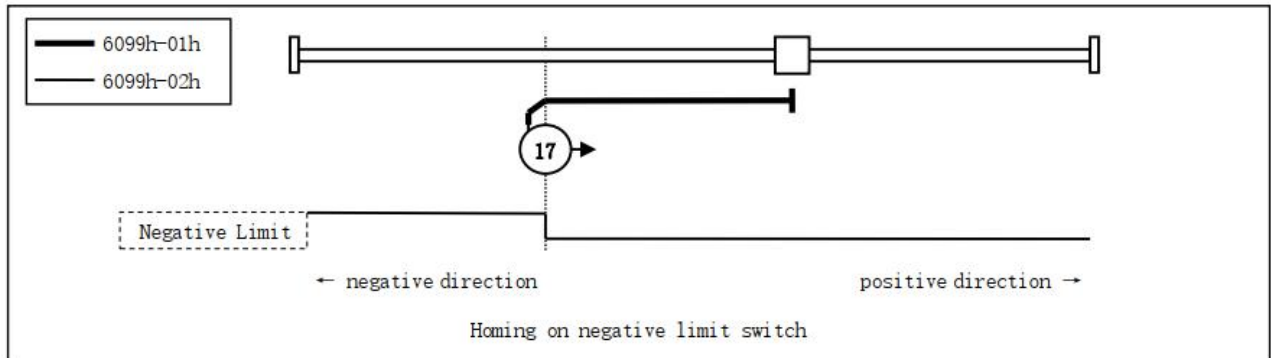 6099h-01h
6099h-02h
17
Negative Limit
← negative direction
positive direction →
Homing on negative limit switch